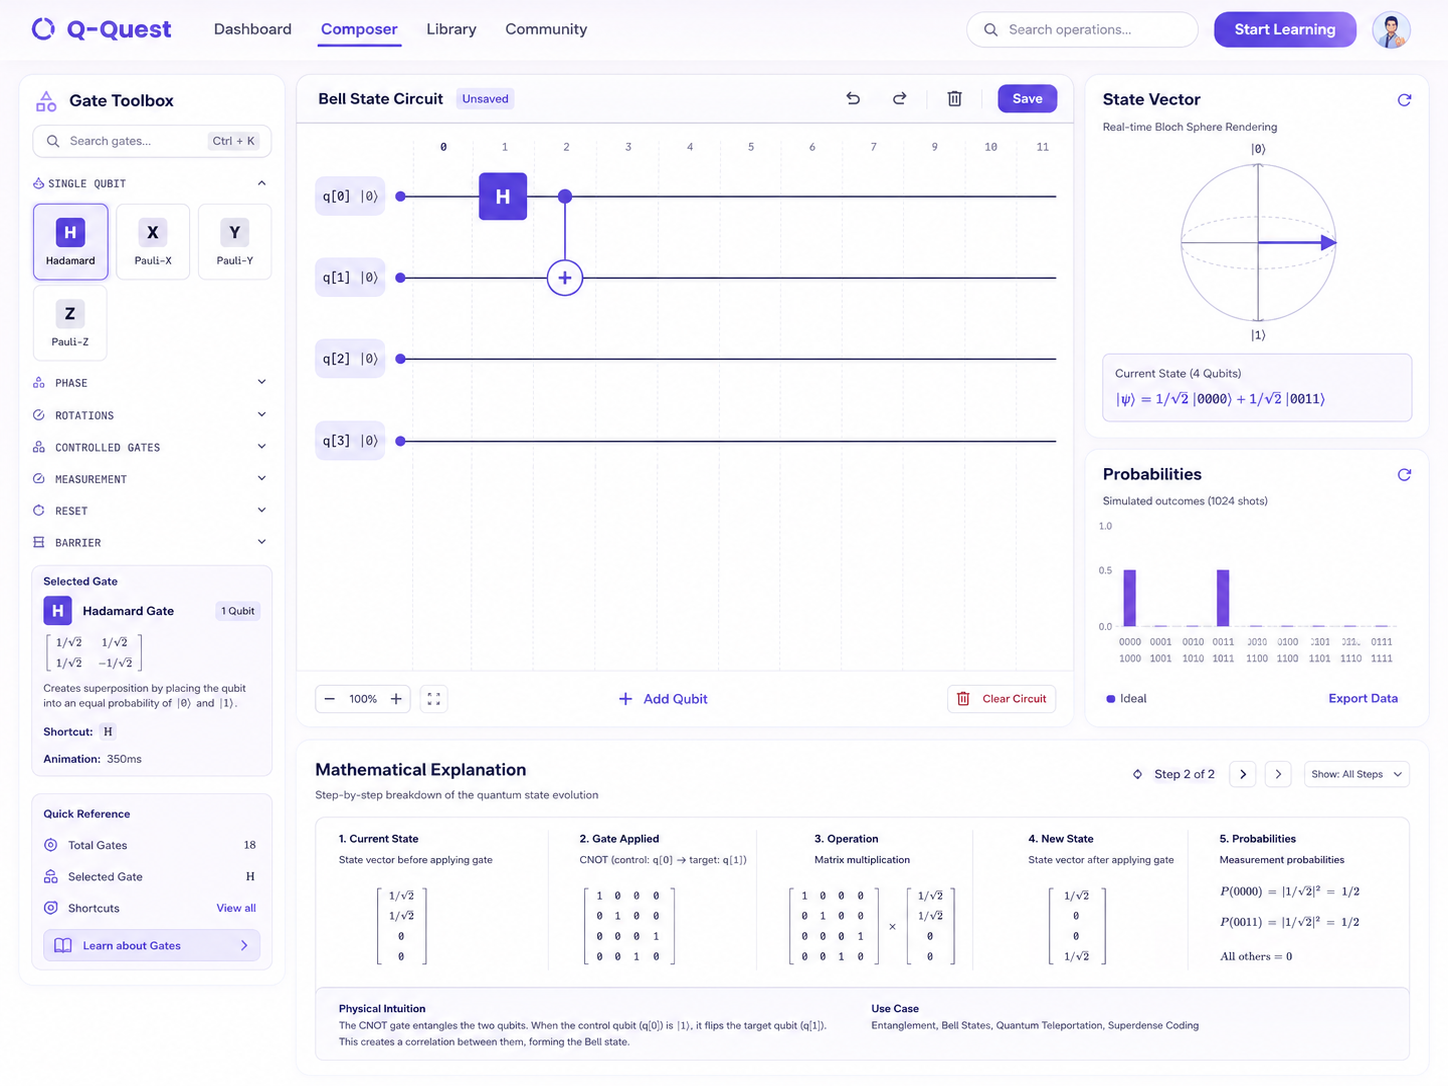 Q-Quest
Dashboard
Composer
Library
Community
Search operations...
Start Learning
Gate Toolbox
Search gates...
Ctrl + K
SINGLE QUBIT
H
Hadamard
X
Pauli-X
Y
Pauli-Y
Z
Pauli-Z
PHASE
ROTATIONS
CONTROLLED GATES
MEASUREMENT
RESET
BARRIER
Selected Gate
H
Hadamard Gate
1 Qubit
1/√2 1/√2
1/√2 −1/√2
Creates superposition by placing the qubit
into an equal probability of |0⟩ and |1⟩.
Shortcut: H
Animation: 350ms
Quick Reference
Total Gates 18
Selected Gate H
Shortcuts View all
Learn about Gates
Bell State Circuit
Unsaved
Save
0 1 2 3 4 5 6 7 9 10 11
q[0] |0⟩
H
q[1] |0⟩
+
q[2] |0⟩
q[3] |0⟩
− 100% +
+ Add Qubit
Clear Circuit
State Vector
Real-time Bloch Sphere Rendering
|0⟩
|1⟩
Current State (4 Qubits)
|ψ⟩ = 1/√2 |0000⟩ + 1/√2 |0011⟩
Probabilities
Simulated outcomes (1024 shots)
1.0
0.5
0.0
0000 0001 0010 0011 0111
1000 1001 1010 1011 1100 1100 1101 1110 1111
Ideal
Export Data
Mathematical Explanation
Step-by-step breakdown of the quantum state evolution
Step 2 of 2
Show: All Steps
1. Current State
State vector before applying gate
1/√2
1/√2
0
0
2. Gate Applied
CNOT (control: q[0] → target: q[1])
1 0 0 0
0 1 0 0
0 0 0 1
0 0 1 0
3. Operation
Matrix multiplication
1 0 0 0
0 1 0 0
0 0 0 1
0 0 1 0
×
1/√2
1/√2
0
0
4. New State
State vector after applying gate
1/√2
0
0
1/√2
5. Probabilities
Measurement probabilities
P(0000) = |1/√2|² = 1/2
P(0011) = |1/√2|² = 1/2
All others = 0
Physical Intuition
The CNOT gate entangles the two qubits. When the control qubit (q[0]) is |1⟩, it flips the target qubit (q[1]).
This creates a correlation between them, forming the Bell state.
Use Case
Entanglement, Bell States, Quantum Teleportation, Superdense Coding